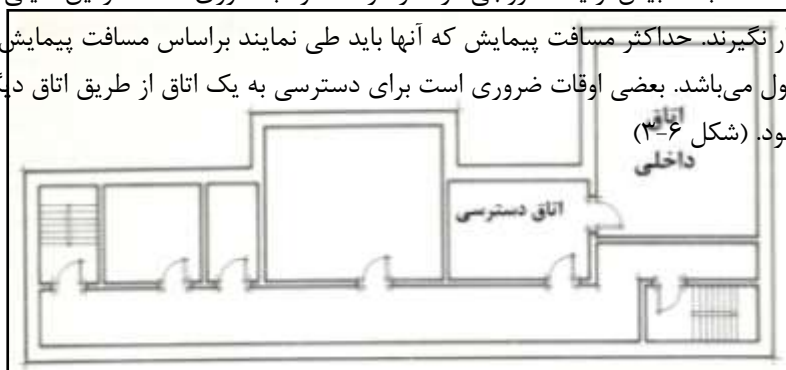 ار نگیرند. حداکثر مسافت پیمایش که آنها باید طی نمایند براساس مسافت پیمایش
ول می‌باشد. بعضی اوقات ضروری است برای دسترسی به یک اتاق از طریق اتاق دیگ
ود. (شکل ۶-۳)
اتاق
داخلی
اتاق دسترسی